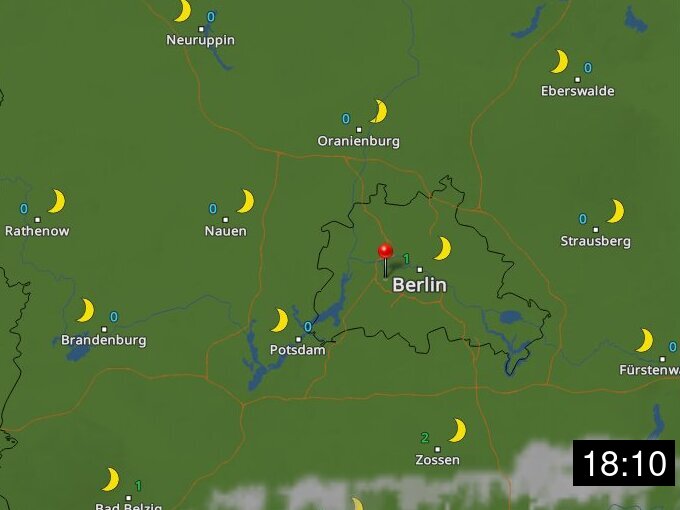 0
Neuruppin
0
Eberswalde
0
Oranienburg
0
Rathenow
0
Nauen
0
Strausberg
1
Berlin
0
Brandenburg
0
Potsdam
0
Fürstenwa
2
Zossen
18:10
1
Bad Belzig